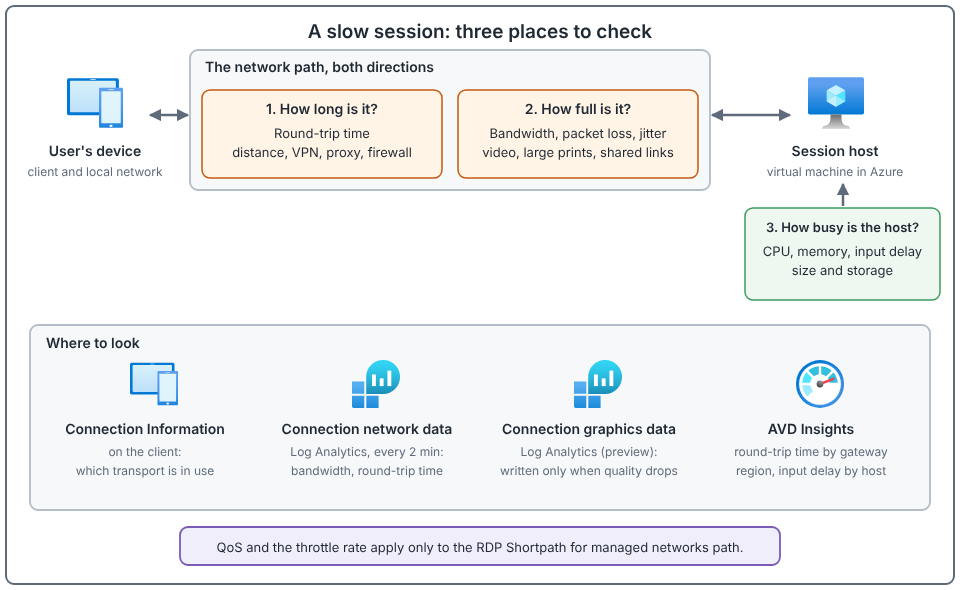 A slow session: three places to check
The network path, both directions
1. How long is it?
Round-trip time
distance, VPN, proxy, firewall
2. How full is it?
Bandwidth, packet loss, jitter
video, large prints, shared links
User's device
client and local network
Session host
virtual machine in Azure
3. How busy is the host?
CPU, memory, input delay
size and storage
Where to look
Connection Information
on the client:
which transport is in use
Connection network data
Log Analytics, every 2 min:
bandwidth, round-trip time
Connection graphics data
Log Analytics (preview):
written only when quality drops
AVD Insights
round-trip time by gateway
region, input delay by host
QoS and the throttle rate apply only to the RDP Shortpath for managed networks path.